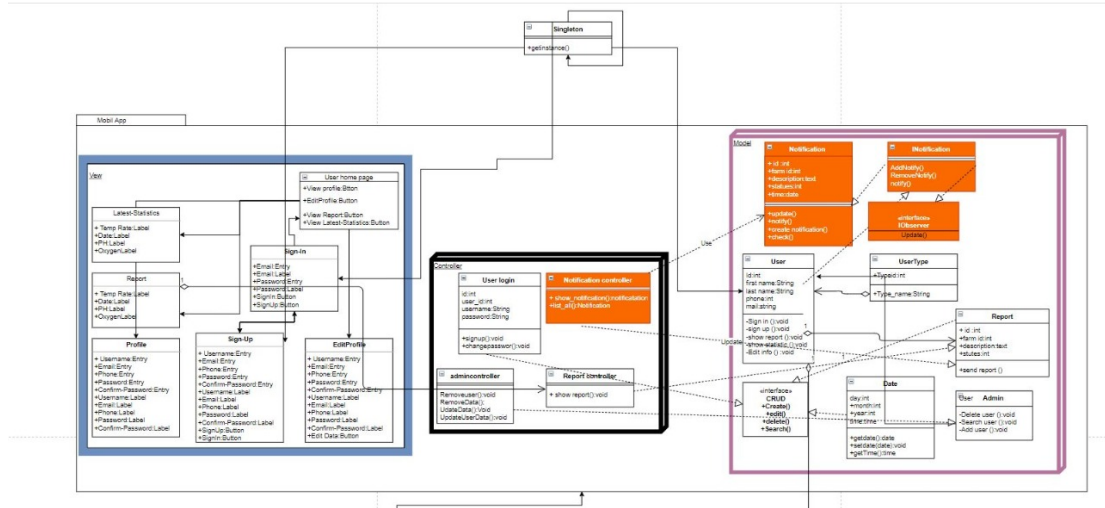 Singleton
+getInstance()
Mobil App
View
User home page
+View profile:Btton
+EditProfile:Button
+View Report:Button
+View Latest-Statistics:Button
Latest-Statistics
+ Temp Rate:Label
+Date:Label
+PH:Label
+OxygenLabel
Sign-in
+Email:Entry
+Email:Label
+Password:Entry
+Password:Label
+SignIn:Button
+SignUp:Button
Report
+ Temp Rate:Label
+Date:Label
+PH:Label
+OxygenLabel
1
Profile
+ Username:Entry
+ Email:Entry
+ Phone:Entry
+ Password:Entry
+ Confirm-Password:Entry
+ Username:Label
+ Email:Label
+ Phone:Label
+ Password:Label
+ Confirm-Password:Label
Sign-Up
+ Username:Entry
+ Email:Entry
+ Phone:Entry
+ Password:Entry
+ Confirm-Password:Entry
+ Username:Label
+ Email:Label
+ Phone:Label
+ Password:Label
+ Confirm-Password:Label
+ SignUp:Button
+ SignIn:Button
EditProfile
+ Username:Entry
+ Email:Entry
+ Phone:Entry
+ Password:Entry
+ Confirm-Password:Entry
+ Username:Label
+ Email:Label
+ Phone:Label
+ Password:Label
+ Confirm-Password:Label
+ Edit Data:Button
Controller
User login
id:int
user_id:int
username:String
password:String
+signup():void
+changepasswor():void
Notification controller
+ show_notification():notificatation
+list_all():Notifination
admincontroller
Removeuser():void
RemoveData():
UdateData():Void
UpdateUserData():Void
Report kontroller
+ show report():void
Use
Update
Model
Notification
+ id :int
+farm id:int
+description:text
+statues:int
+time:date
+update()
+notify()
+create notification()
+check()
INotification
AddNotify()
RemoveNotify()
notify()
«interface»
IObserver
Update()
User
id:int
first name:String
last name:String
phone:int
mail:string
-Sign in ():void
-sign up ():void
-show report ():void
-show statistic ():void
-Edit info () :void
UserType
+Typeid:int
+Type_name:String
1
1
1
Report
+ id :int
+farm id:int
+description:text
+stutes:int
+send report ()
«interface»
CRUD
+Create()
+edit()
+delete()
+Search()
Date
day:int
+month:int
+year:int
time:time
+getdate():date
+setdate(date):void
+getTime():time
User
Admin
-Delete user ():void
-Search user ():void
-Add user ():void